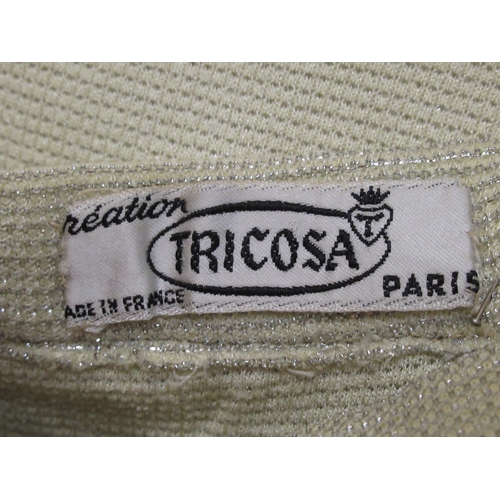 réation
TRICOSA
T
PARIS
ADE IN FRANCE